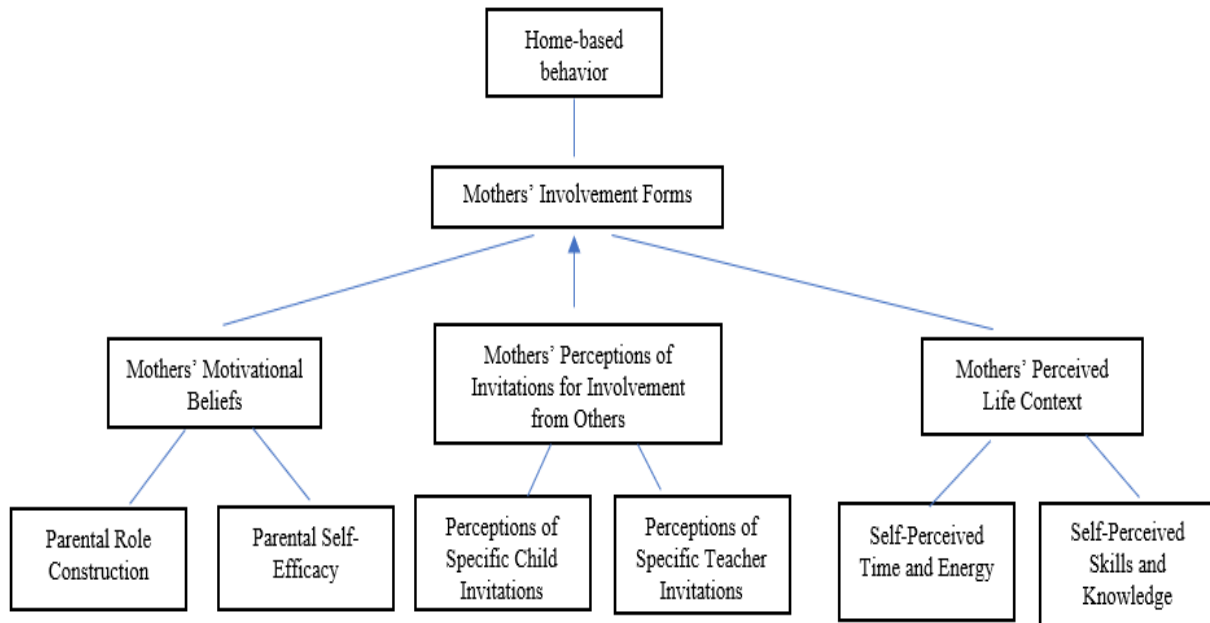 Home-based
behavior
Mothers’ Involvement Forms
Mothers’ Motivational
Beliefs
Mothers’ Perceptions of
Invitations for Involvement
from Others
Mothers’ Perceived
Life Context
Parental Role
Construction
Parental Self-
Efficacy
Perceptions of
Specific Child
Invitations
Perceptions of
Specific Teacher
Invitations
Self-Perceived
Time and Energy
Self-Perceived
Skills and
Knowledge